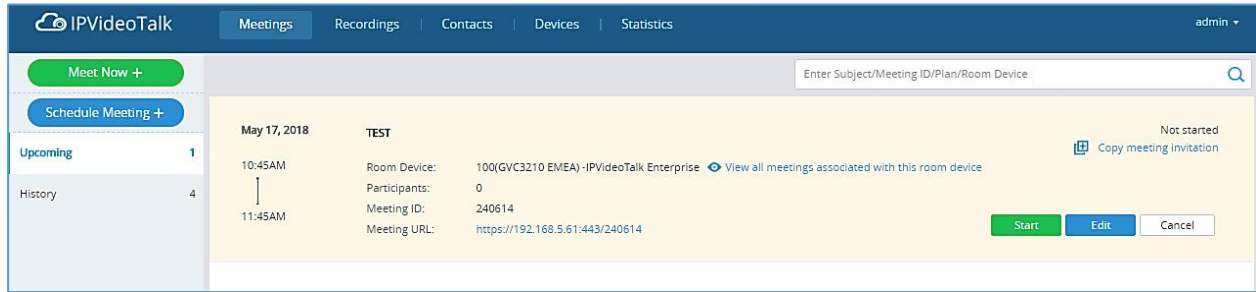 IPVideoTalk
Meetings Recordings | Contacts | Devices | Statistics
admin
Meet Now +
Enter Subject/Meeting ID/Plan/Room Device
Schedule Meeting +
Upcoming 1
History 4
May 17, 2018 TEST
Not started
Copy meeting invitation
10:45AM
11:45AM
Room Device: 100(GVC3210 EMEA) -IPVideoTalk Enterprise View all meetings associated with this room device
Participants: 0
Meeting ID: 240614
Meeting URL: https://192.168.5.61:443/240614
Start Edit Cancel